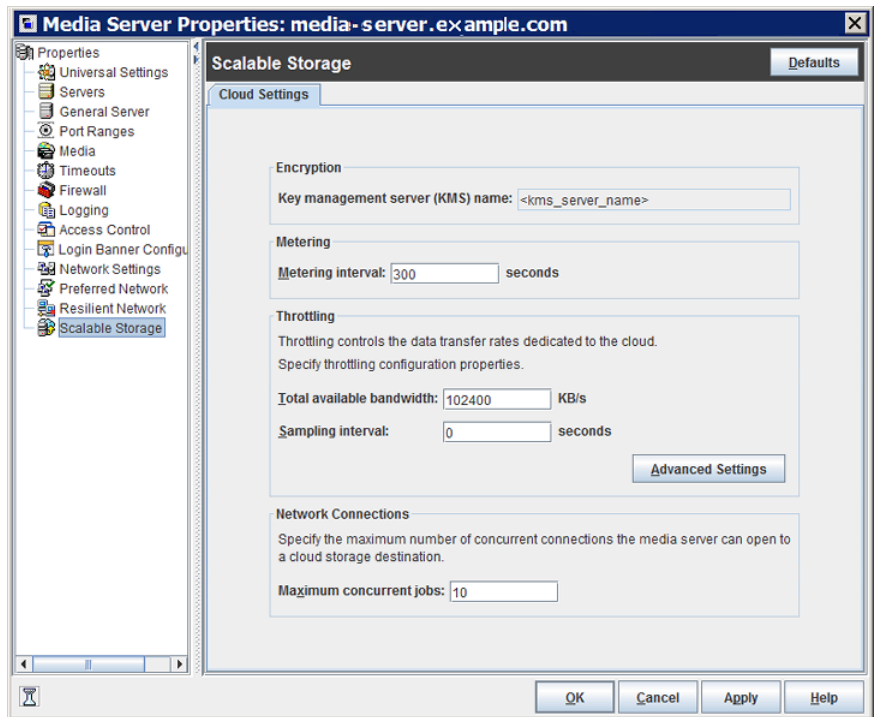 Media Server Properties: media-server.example.com
Properties
Universal Settings
Servers
General Server
Port Ranges
Media
Timeouts
Firewall
Logging
Access Control
Login Banner Configu
Network Settings
Preferred Network
Resilient Network
Scalable Storage
Scalable Storage
Defaults
Cloud Settings
Encryption
Key management server (KMS) name: <kms_server_name>
Metering
Metering interval: 300 seconds
Throttling
Throttling controls the data transfer rates dedicated to the cloud.
Specify throttling configuration properties.
Total available bandwidth: 102400 KB/s
Sampling interval: 0 seconds
Advanced Settings
Network Connections
Specify the maximum number of concurrent connections the media server can open to
a cloud storage destination.
Maximum concurrent jobs: 10
OK Cancel Apply Help